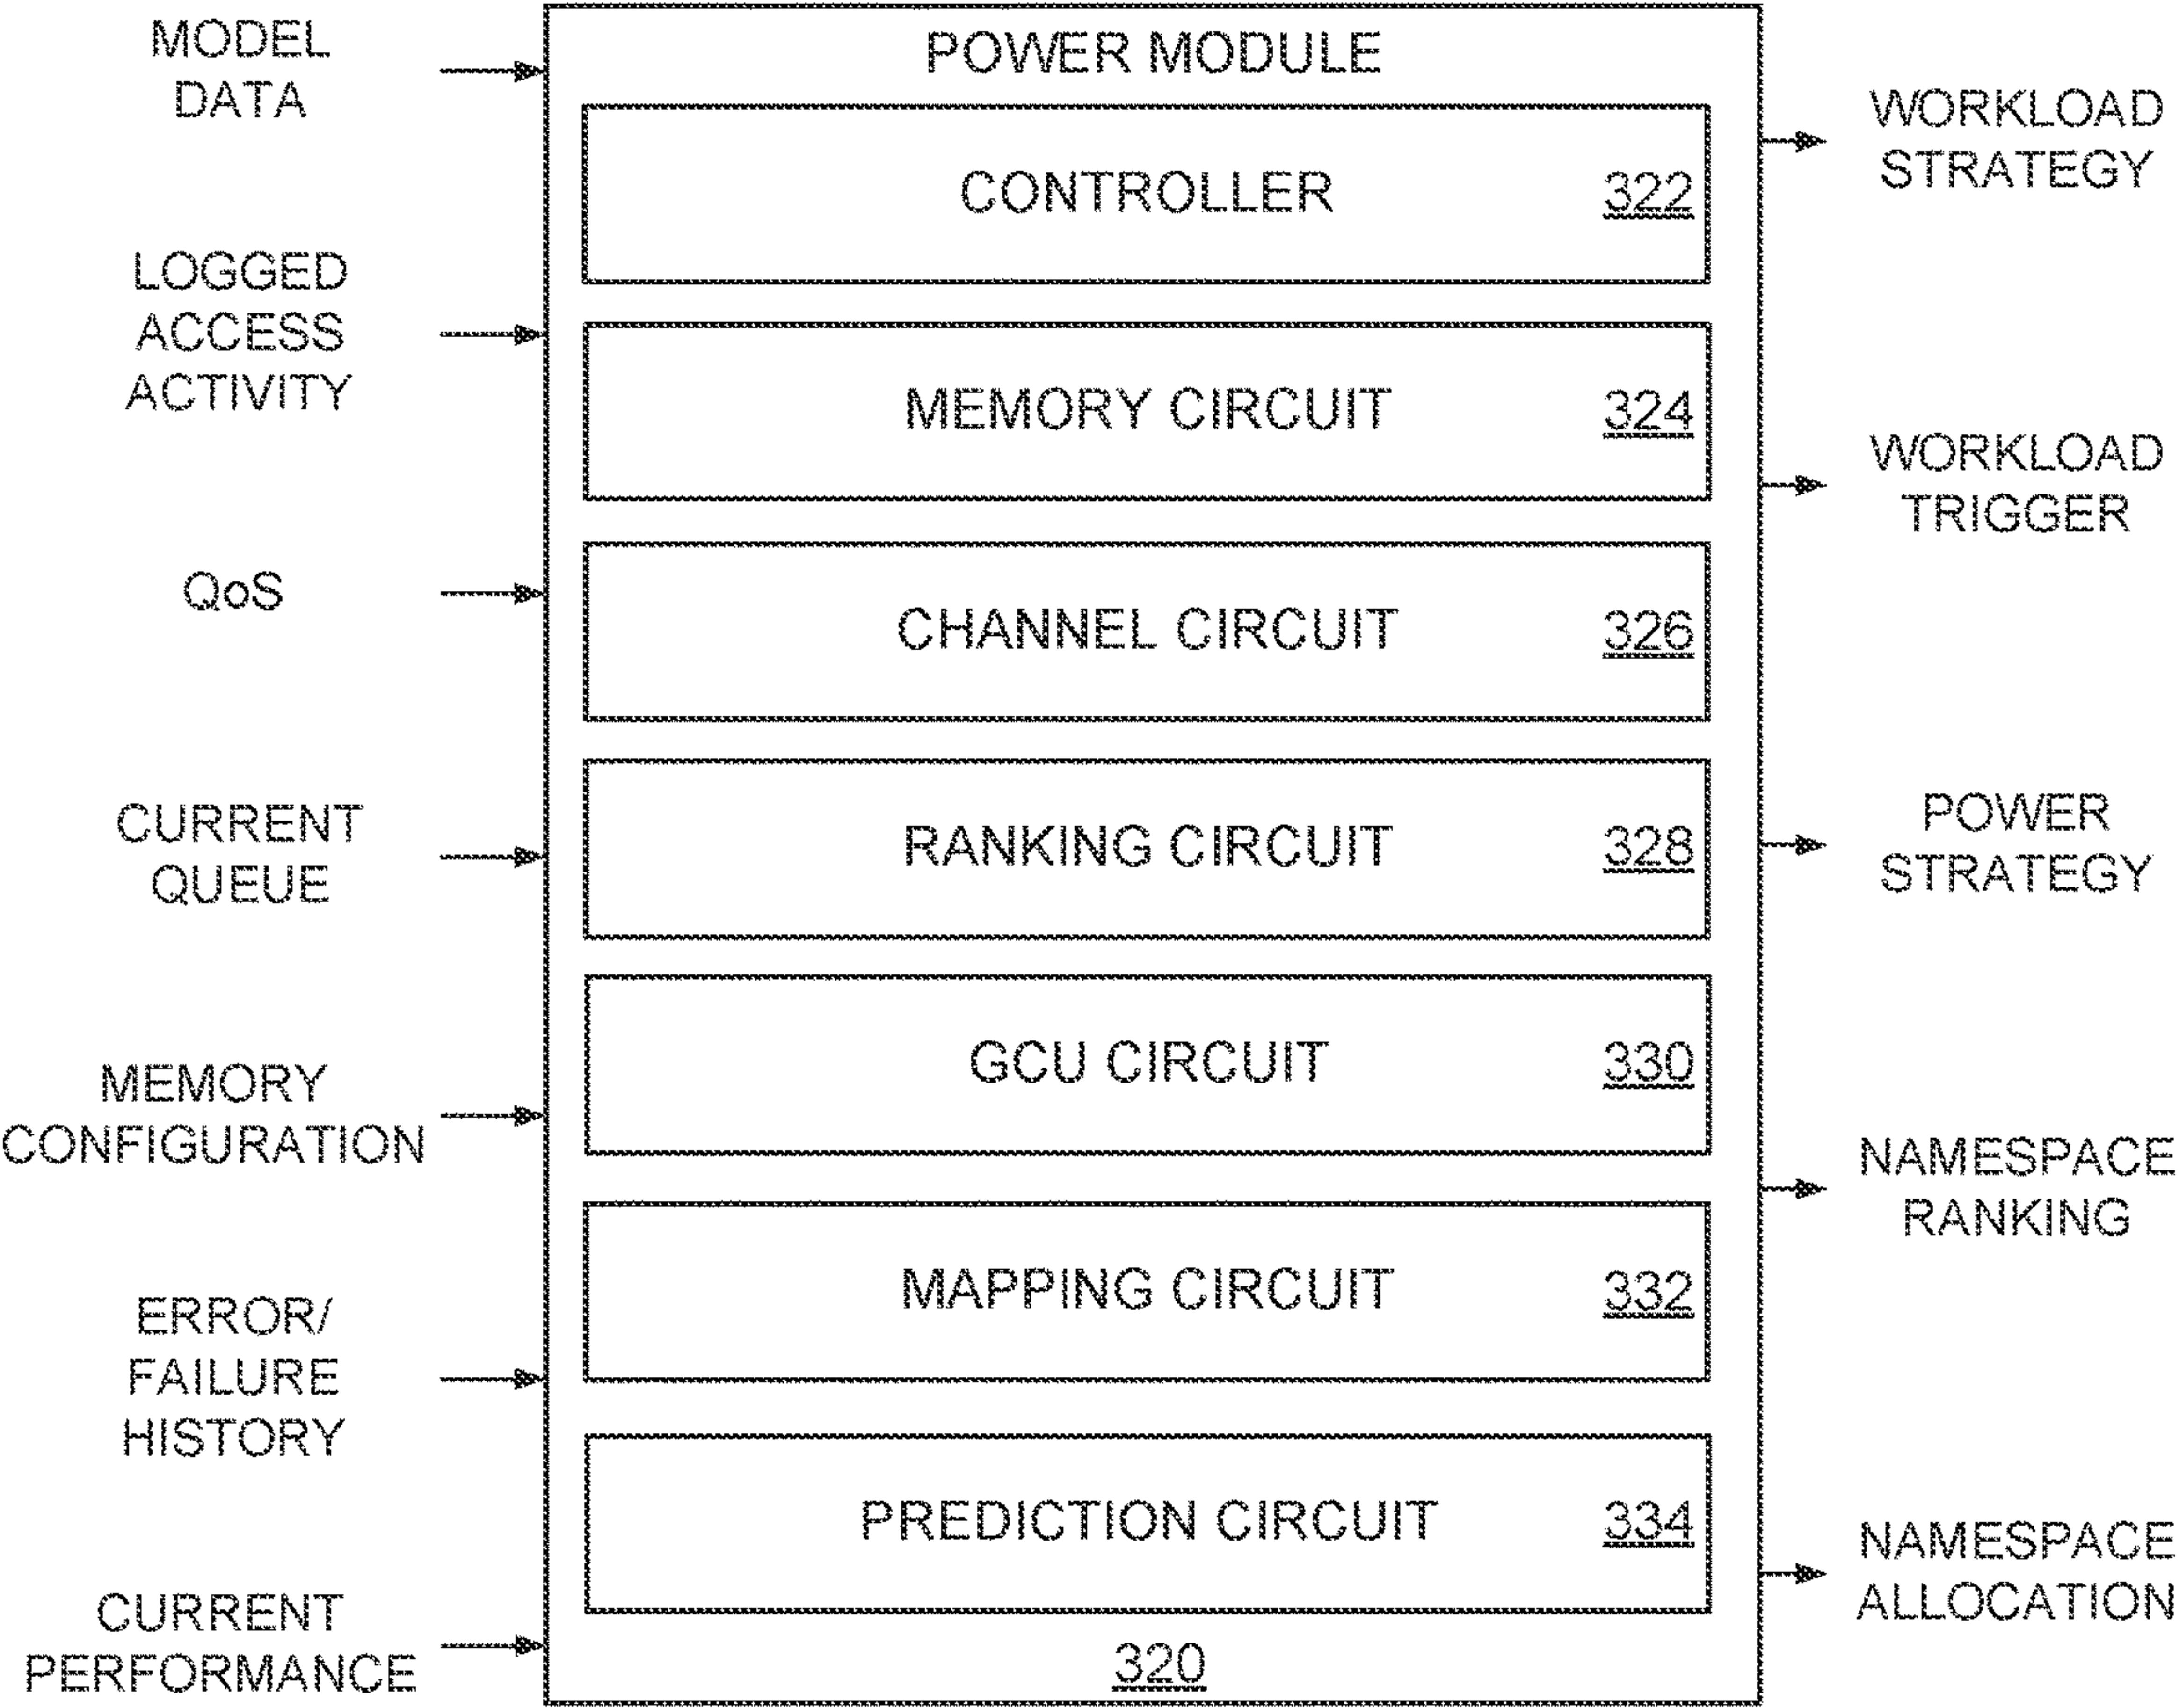 MODEL
DATA
LOGGED
ACCESS
ACTIVITY
QoS
CURRENT
QUEUE
MEMORY
CONFIGURATION
ERROR/
FAILURE
HISTORY
CURRENT
PERFORMANCE
POWER MODULE
CONTROLLER 322
MEMORY CIRCUIT 324
CHANNEL CIRCUIT 326
RANKING CIRCUIT 328
GCU CIRCUIT 330
MAPPING CIRCUIT 332
PREDICTION CIRCUIT 334
320
WORKLOAD
STRATEGY
WORKLOAD
TRIGGER
POWER
STRATEGY
NAMESPACE
RANKING
NAMESPACE
ALLOCATION